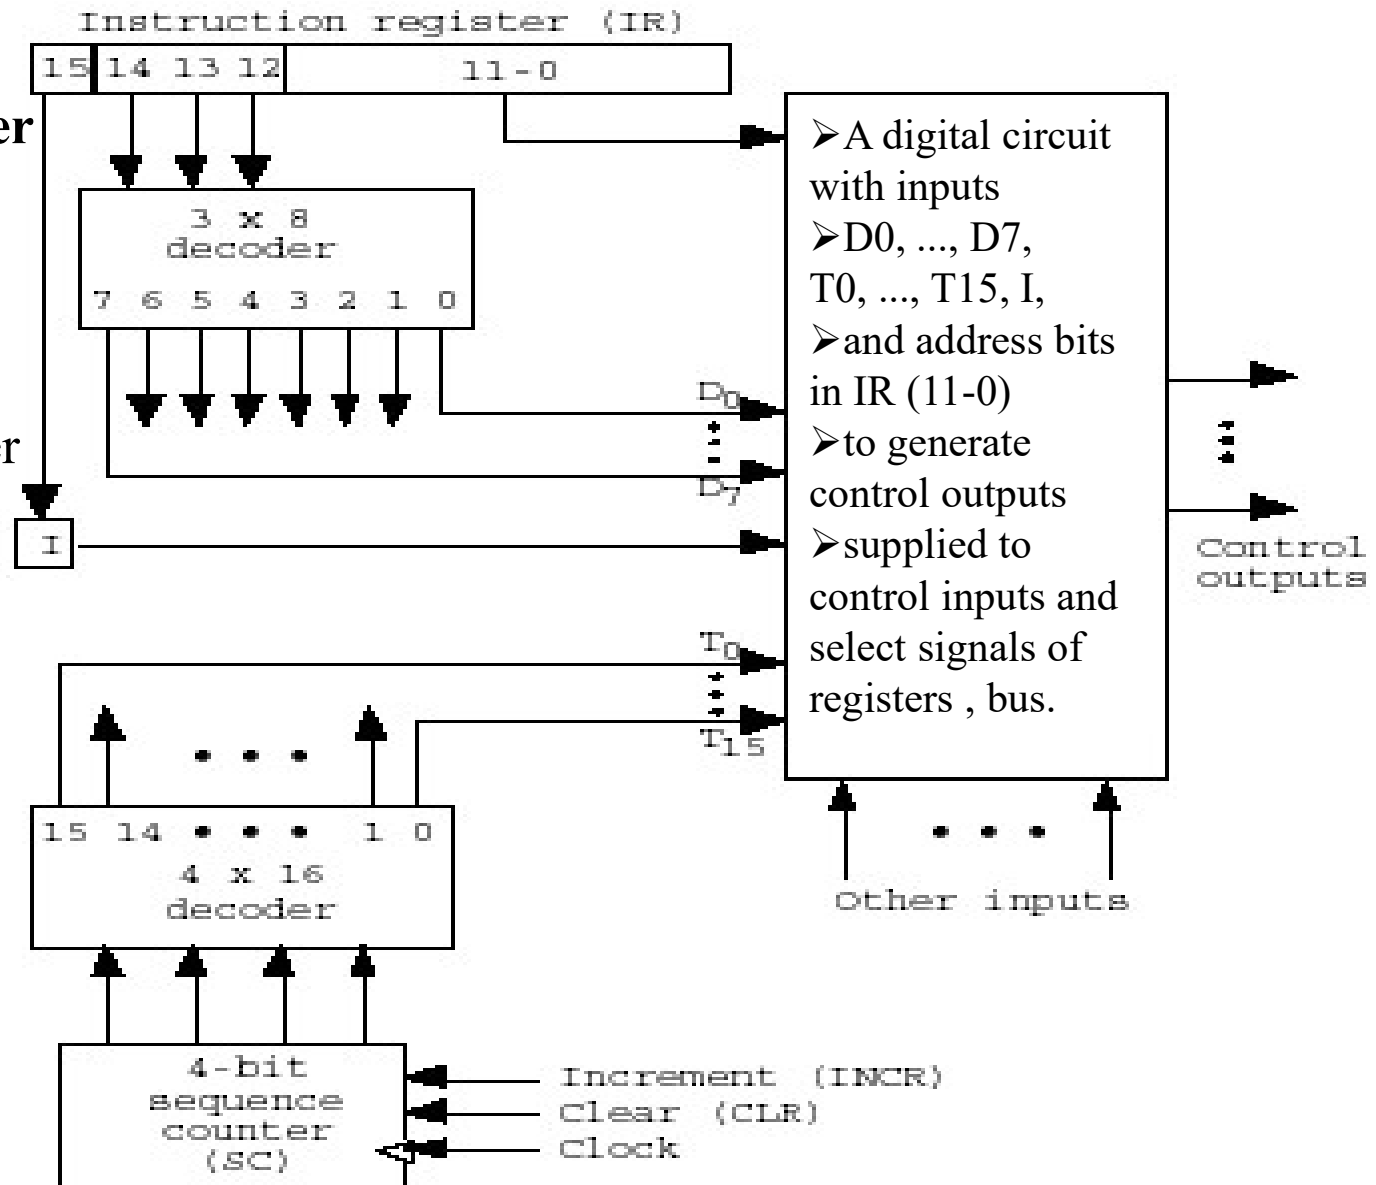 Instruction register (IR)
15 14 13 12 11-0
er
3 x 8
decoder
7 6 5 4 3 2 1 0
er
I
D0
D7
T0
T15
➢A digital circuit
with inputs
➢D0, ..., D7,
T0, ..., T15, I,
➢and address bits
in IR (11-0)
➢to generate
control outputs
➢supplied to
control inputs and
select signals of
registers , bus.
Control
outputs
15 14 • • • 1 0
4 x 16
decoder
Other inputs
4-bit
sequence
counter
(SC)
Increment (INCR)
Clear (CLR)
Clock